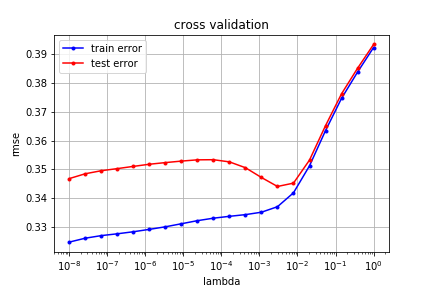 cross validation
train error
test error
0.39
0.38
0.37
0.36
0.35
0.34
0.33
rmse
10⁻⁸ 10⁻⁷ 10⁻⁶ 10⁻⁵ 10⁻⁴ 10⁻³ 10⁻² 10⁻¹ 10⁰
lambda